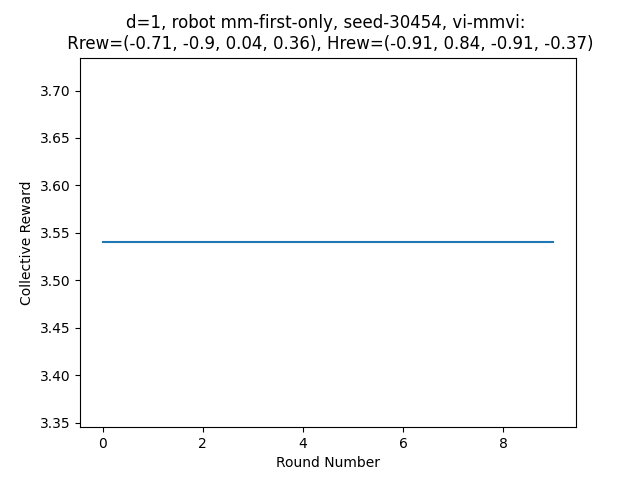 d=1, robot mm-first-only, seed-30454, vi-mmvi:
Rrew=(-0.71, -0.9, 0.04, 0.36), Hrew=(-0.91, 0.84, -0.91, -0.37)
3.70
3.65
3.60
3.55
3.50
3.45
3.40
3.35
Collective Reward
0 2 4 6 8
Round Number